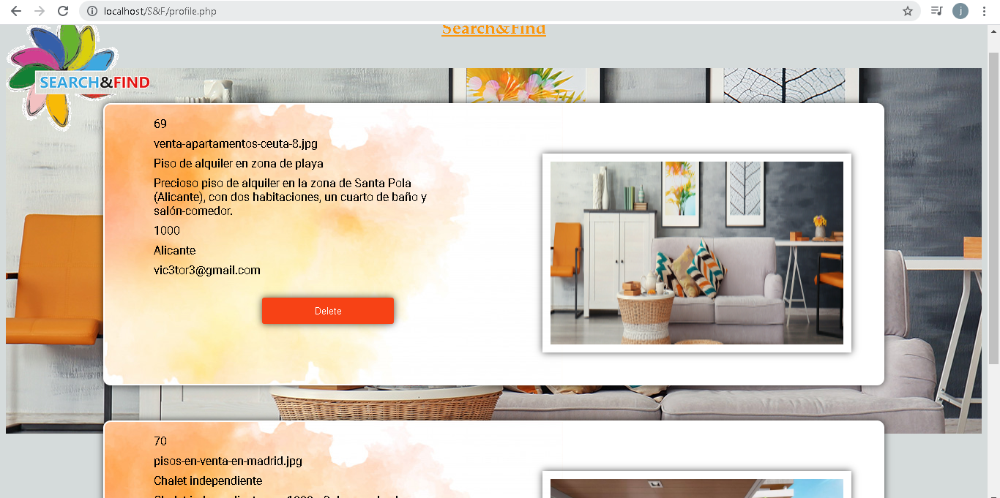 localhost/S&F/profile.php
j
Search&Find
SEARCH&FIND
69
venta-apartamentos-ceuta-8.jpg
Piso de alquiler en zona de playa
Precioso piso de alquiler en la zona de Santa Pola
(Alicante), con dos habitaciones, un cuarto de baño y
salón-comedor.
1000
Alicante
vic3tor3@gmail.com
Delete
70
pisos-en-venta-en-madrid.jpg
Chalet independiente